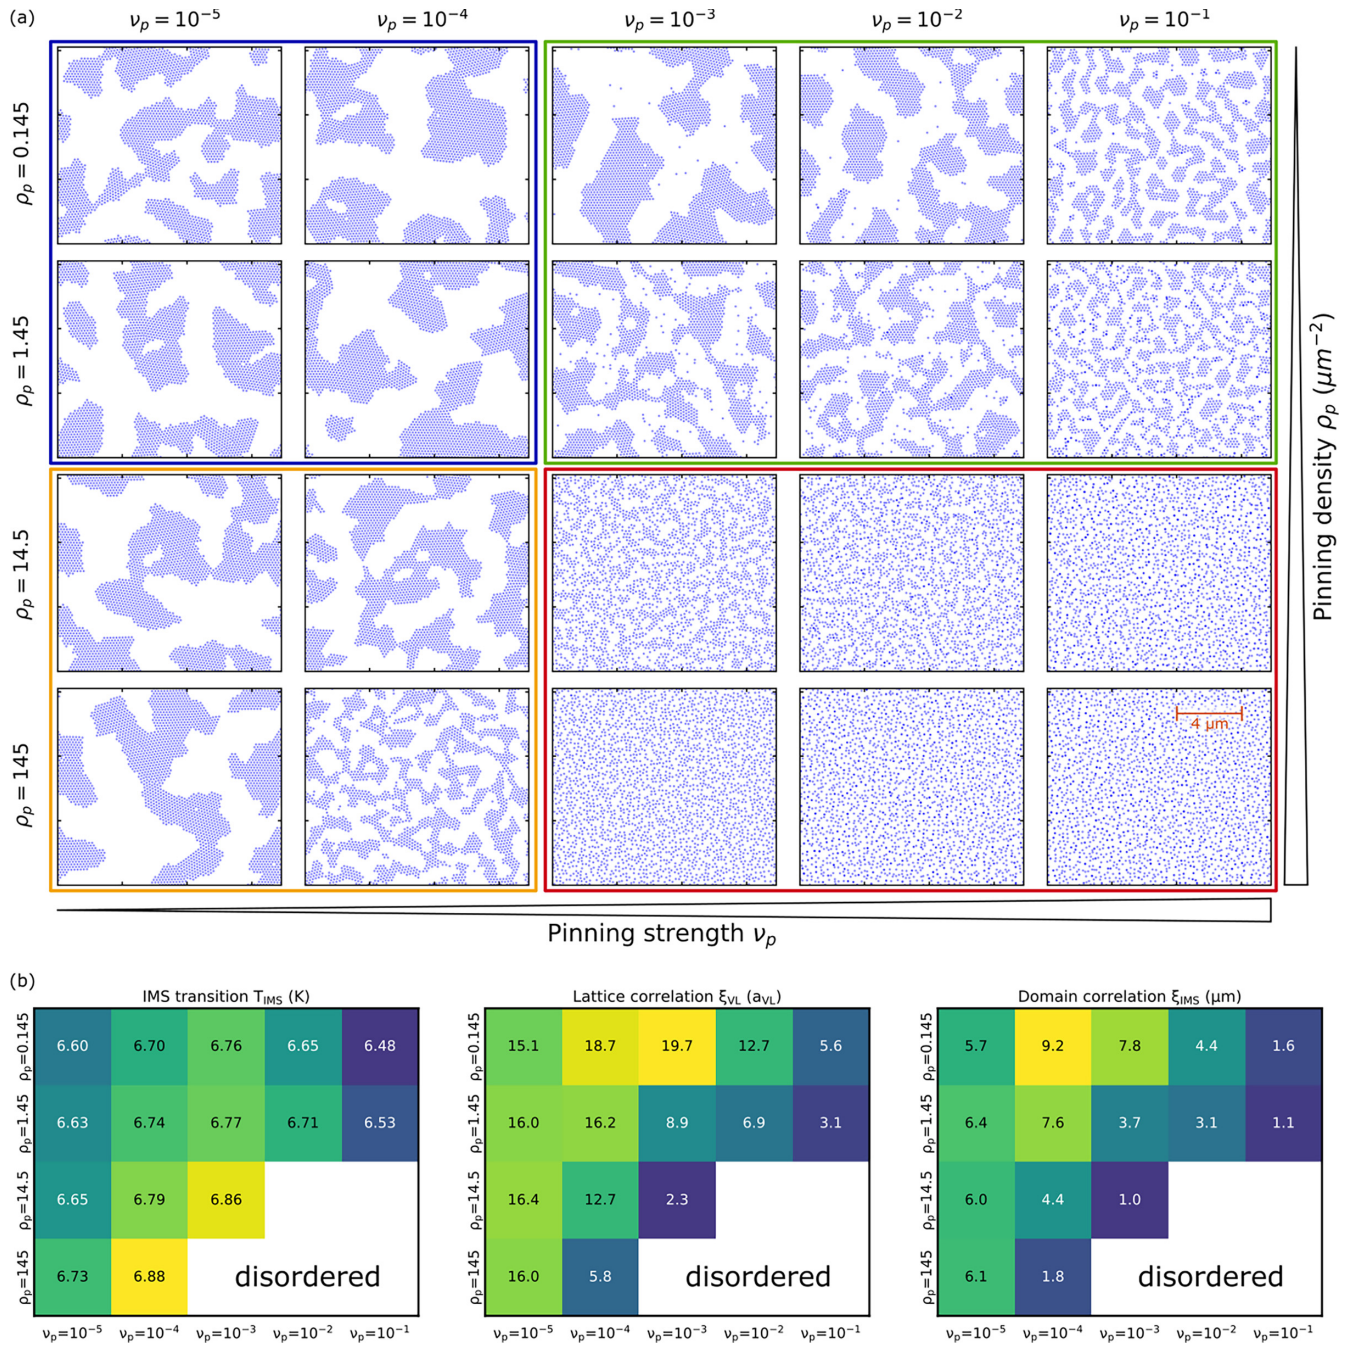 (a)
νₚ = 10⁻⁵ νₚ = 10⁻⁴ νₚ = 10⁻³ νₚ = 10⁻² νₚ = 10⁻¹
ρₚ = 0.145
ρₚ = 1.45
ρₚ = 14.5
ρₚ = 145
4 μm
Pinning density ρₚ (μm⁻²)
Pinning strength νₚ
(b)
IMS transition T_IMS (K)
ρₚ=0.145 6.60 6.70 6.76 6.65 6.48
ρₚ=1.45 6.63 6.74 6.77 6.71 6.53
ρₚ=14.5 6.65 6.79 6.86
ρₚ=145 6.73 6.88 disordered
νₚ=10⁻⁵ νₚ=10⁻⁴ νₚ=10⁻³ νₚ=10⁻² νₚ=10⁻¹
Lattice correlation ξ_VL (a_VL)
ρₚ=0.145 15.1 18.7 19.7 12.7 5.6
ρₚ=1.45 16.0 16.2 8.9 6.9 3.1
ρₚ=14.5 16.4 12.7 2.3
ρₚ=145 16.0 5.8 disordered
νₚ=10⁻⁵ νₚ=10⁻⁴ νₚ=10⁻³ νₚ=10⁻² νₚ=10⁻¹
Domain correlation ξ_IMS (μm)
ρₚ=0.145 5.7 9.2 7.8 4.4 1.6
ρₚ=1.45 6.4 7.6 3.7 3.1 1.1
ρₚ=14.5 6.0 4.4 1.0
ρₚ=145 6.1 1.8 disordered
νₚ=10⁻⁵ νₚ=10⁻⁴ νₚ=10⁻³ νₚ=10⁻² νₚ=10⁻¹